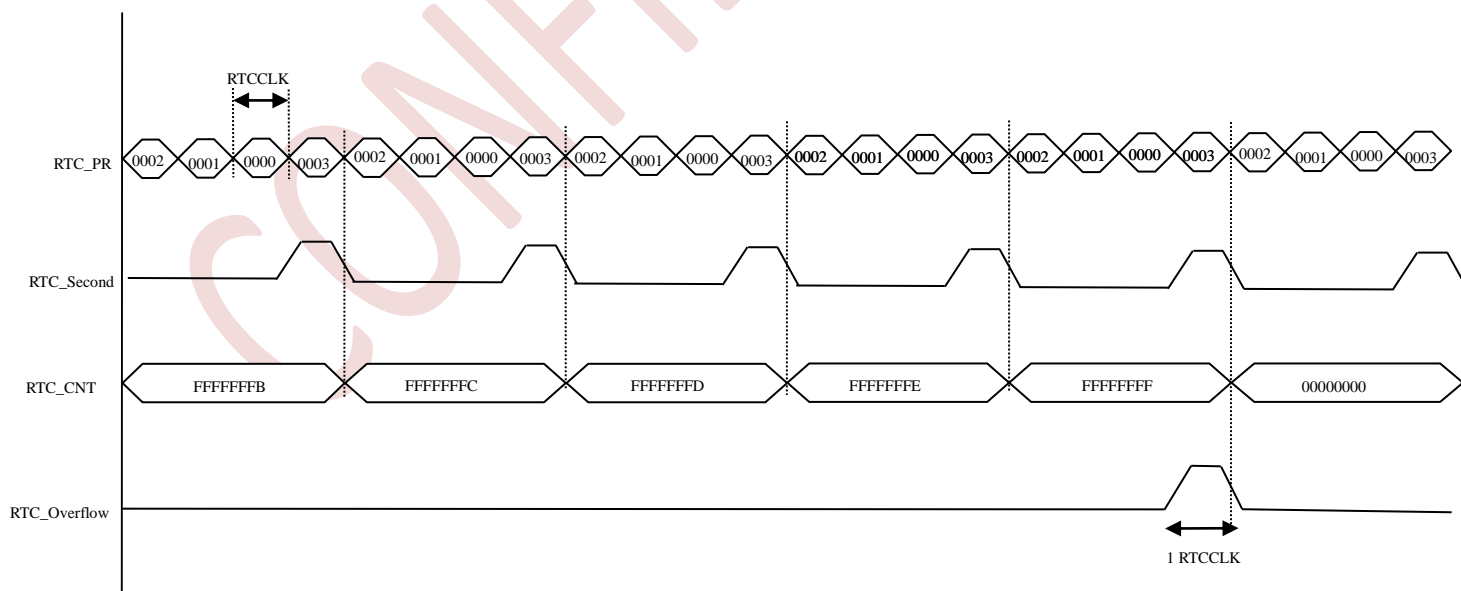 RTCCLK
RTC_PR 0002 0001 0000 0003 0002 0001 0000 0003 0002 0001 0000 0003 0002 0001 0000 0003 0002 0001 0000 0003 0002 0001 0000 0003
RTC_Second
RTC_CNT FFFFFFFB FFFFFFFC FFFFFFFD FFFFFFFE FFFFFFFF 00000000
RTC_Overflow
1 RTCCLK
CONF